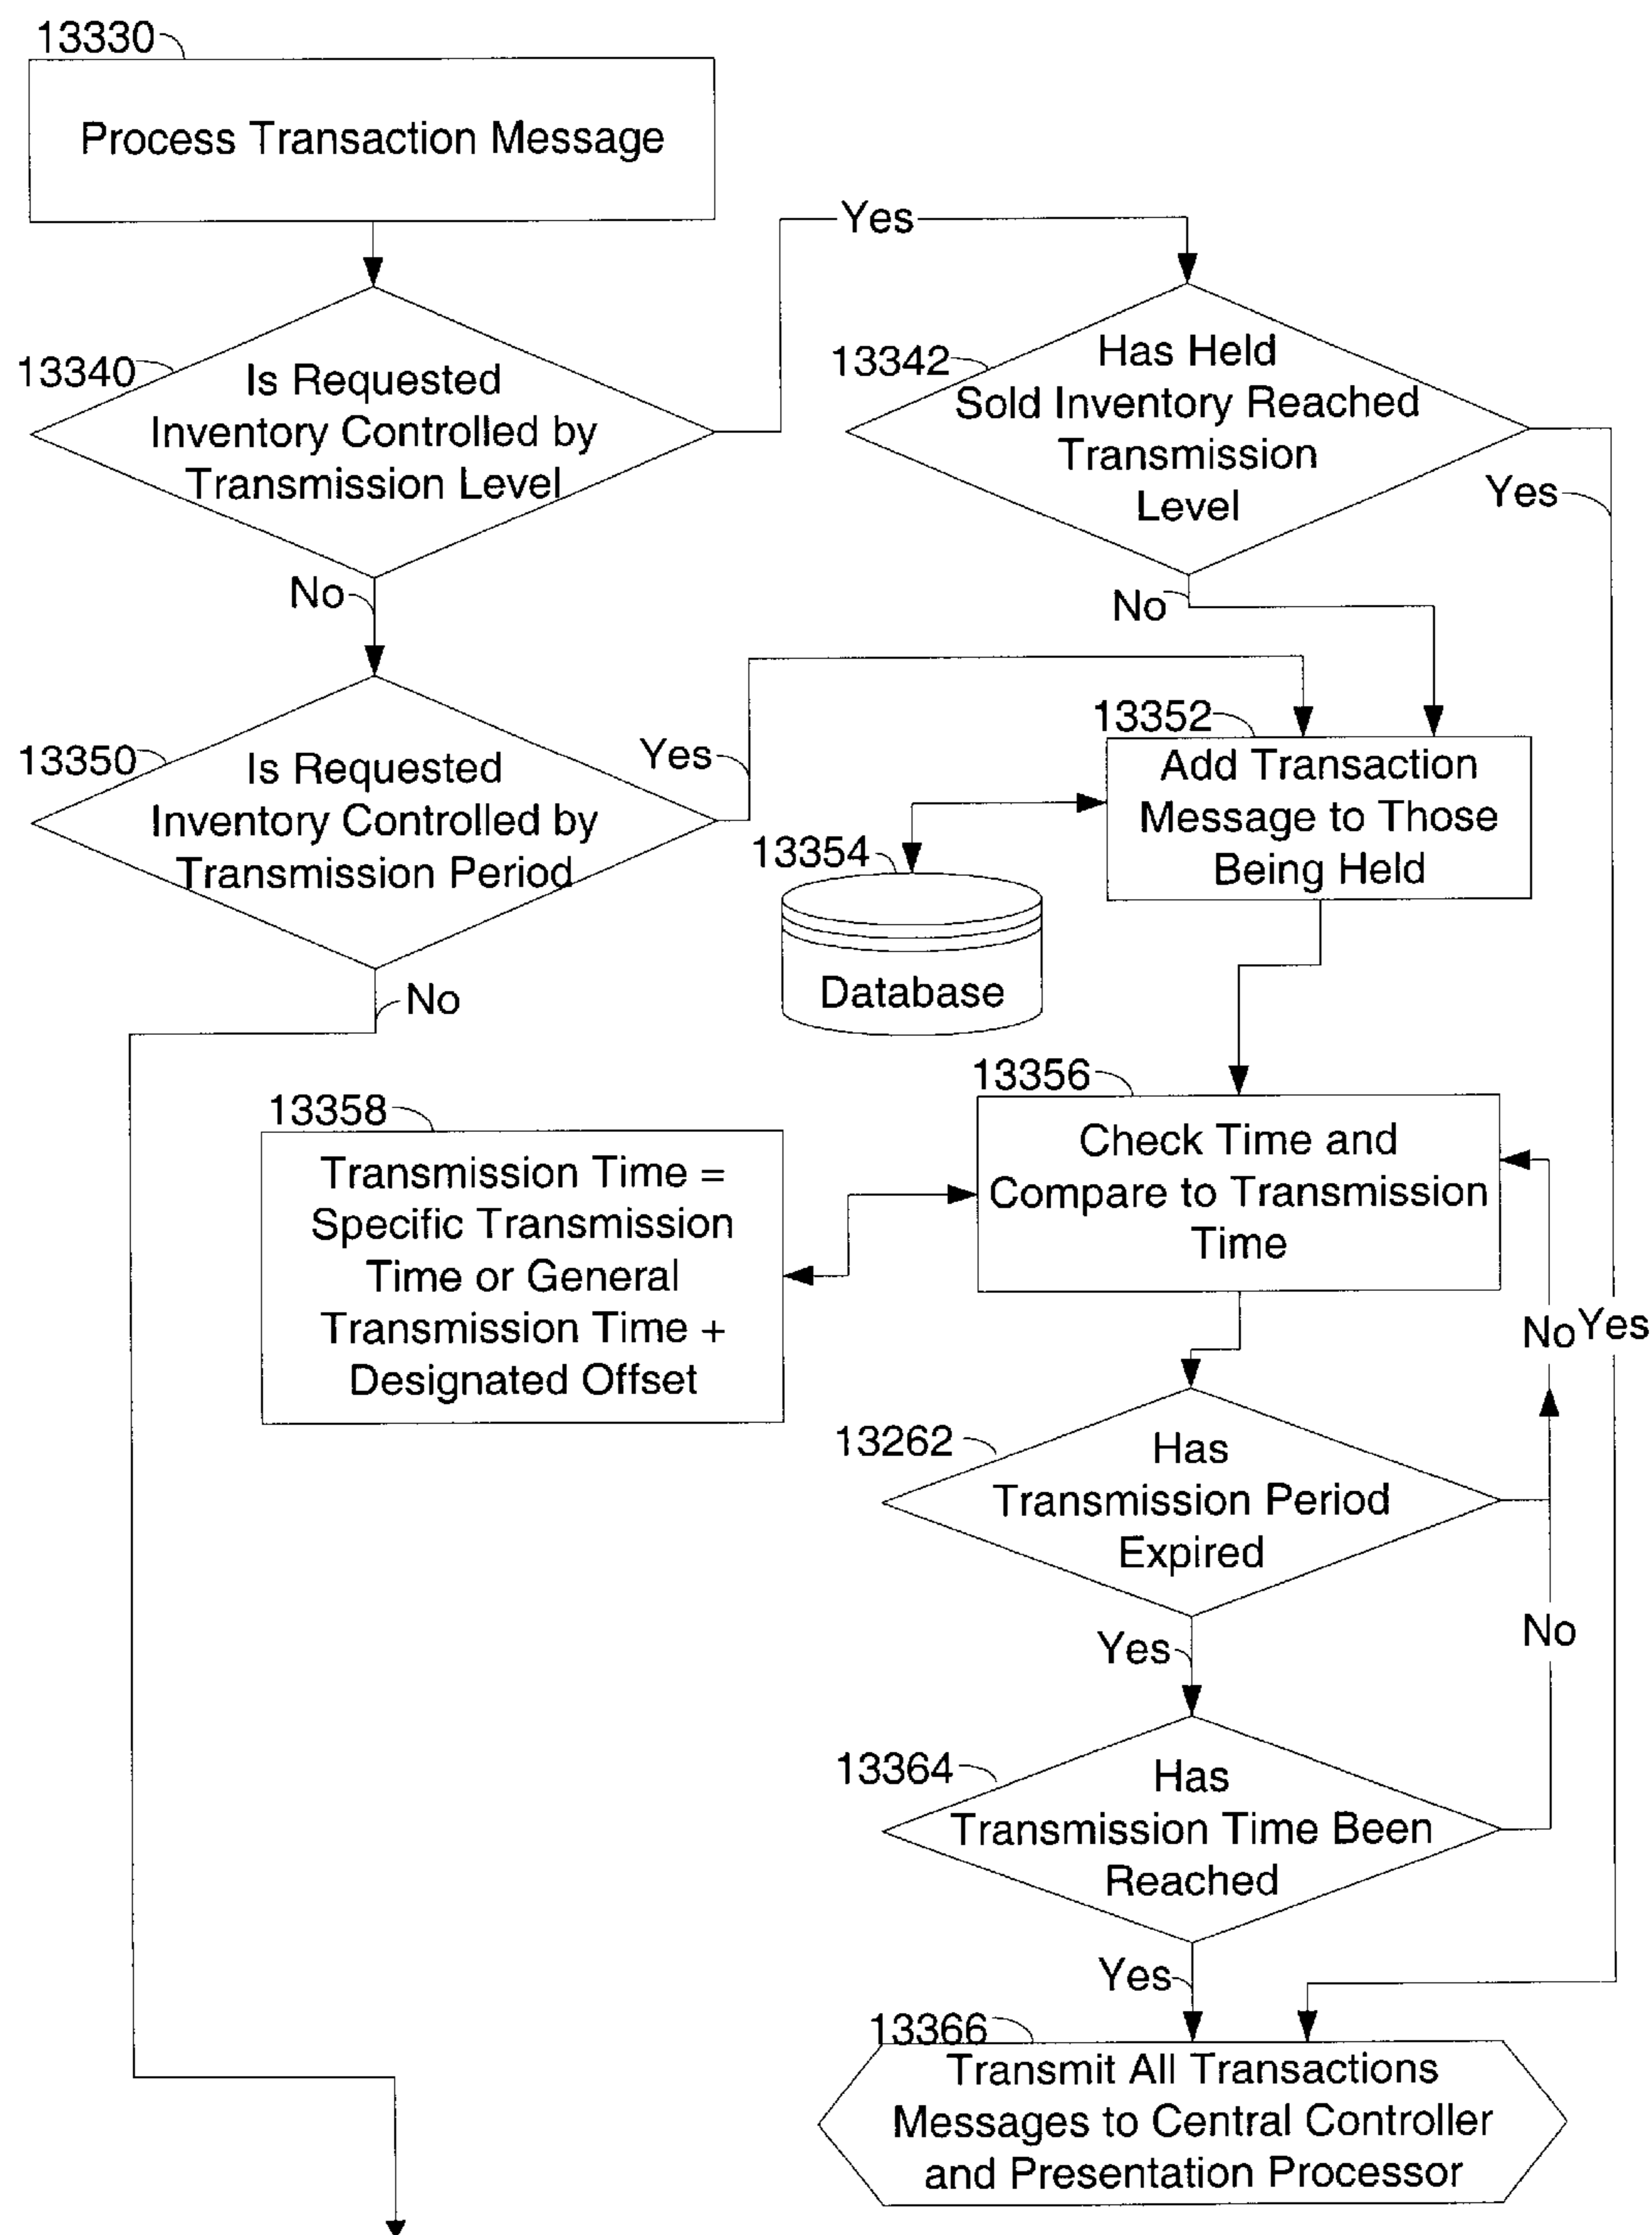 13330
Process Transaction Message
Yes
13340
Is Requested
Inventory Controlled by
Transmission Level
13342
Has Held
Sold Inventory Reached
Transmission
Level
Yes
No
No
13350
Is Requested
Inventory Controlled by
Transmission Period
Yes
13352
Add Transaction
Message to Those
Being Held
13354
Database
No
13356
Check Time and
Compare to Transmission
Time
13358
Transmission Time =
Specific Transmission
Time or General
Transmission Time +
Designated Offset
No
Yes
13262
Has
Transmission Period
Expired
No
Yes
13364
Has
Transmission Time Been
Reached
Yes
13366
Transmit All Transactions
Messages to Central Controller
and Presentation Processor